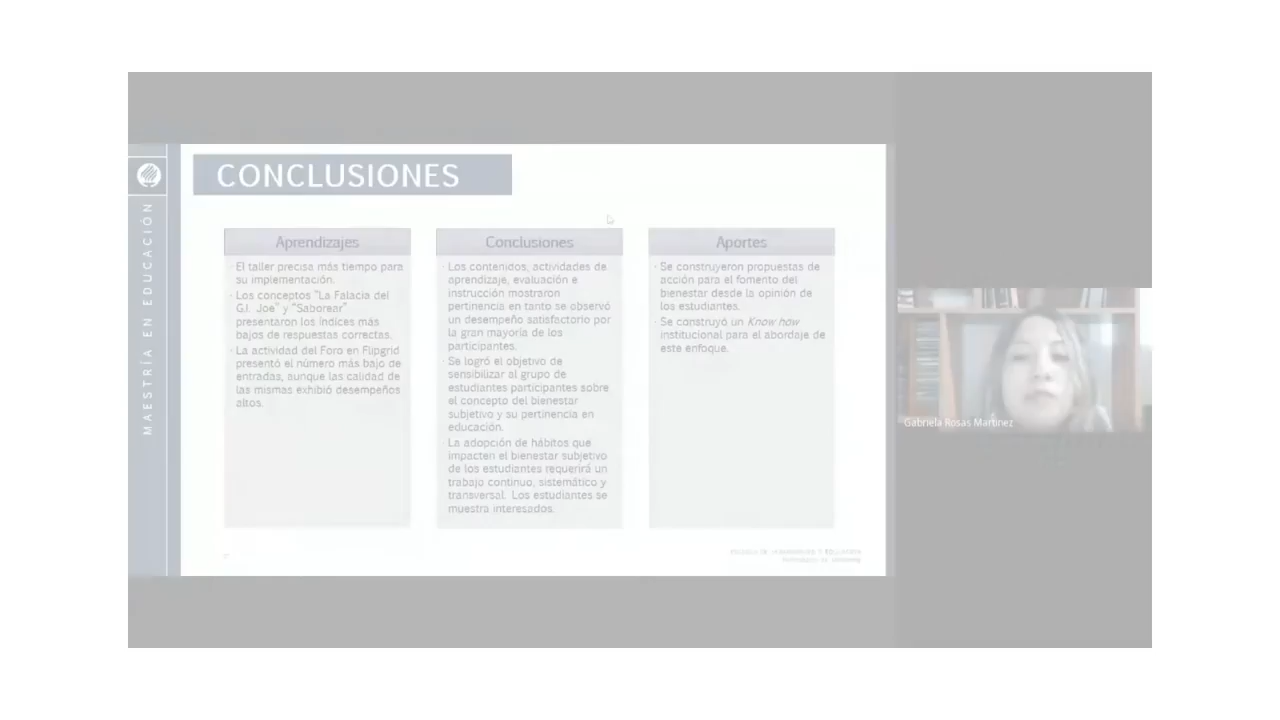 CONCLUSIONES
MAESTRÍA EN EDUCACIÓN
Aprendizajes
· El taller precisa más tiempo para
su implementación.
· Los conceptos "La Falacia del
G.I. Joe" y "Saborear"
presentaron los índices más
bajos de respuestas correctas.
· La actividad del Foro en Flipgrid
presentó el número más bajo de
entradas, aunque las calidad de
las mismas exhibió desempeños
altos.
Conclusiones
· Los contenidos, actividades de
aprendizaje, evaluación e
instrucción mostraron
pertinencia en tanto se observó
un desempeño satisfactorio por
la gran mayoría de los
participantes.
· Se logró el objetivo de
sensibilizar al grupo de
estudiantes participantes sobre
el concepto del bienestar
subjetivo y su pertinencia en
educación.
· La adopción de hábitos que
impacten el bienestar subjetivo
de los estudiantes requerirá un
trabajo continuo, sistemático y
transversal. Los estudiantes se
muestra interesados.
Aportes
· Se construyeron propuestas de
acción para el fomento del
bienestar desde la opinión de
los estudiantes.
· Se construyó un Know how
institucional para el abordaje de
este enfoque.
Gabriela Rosas Martinez